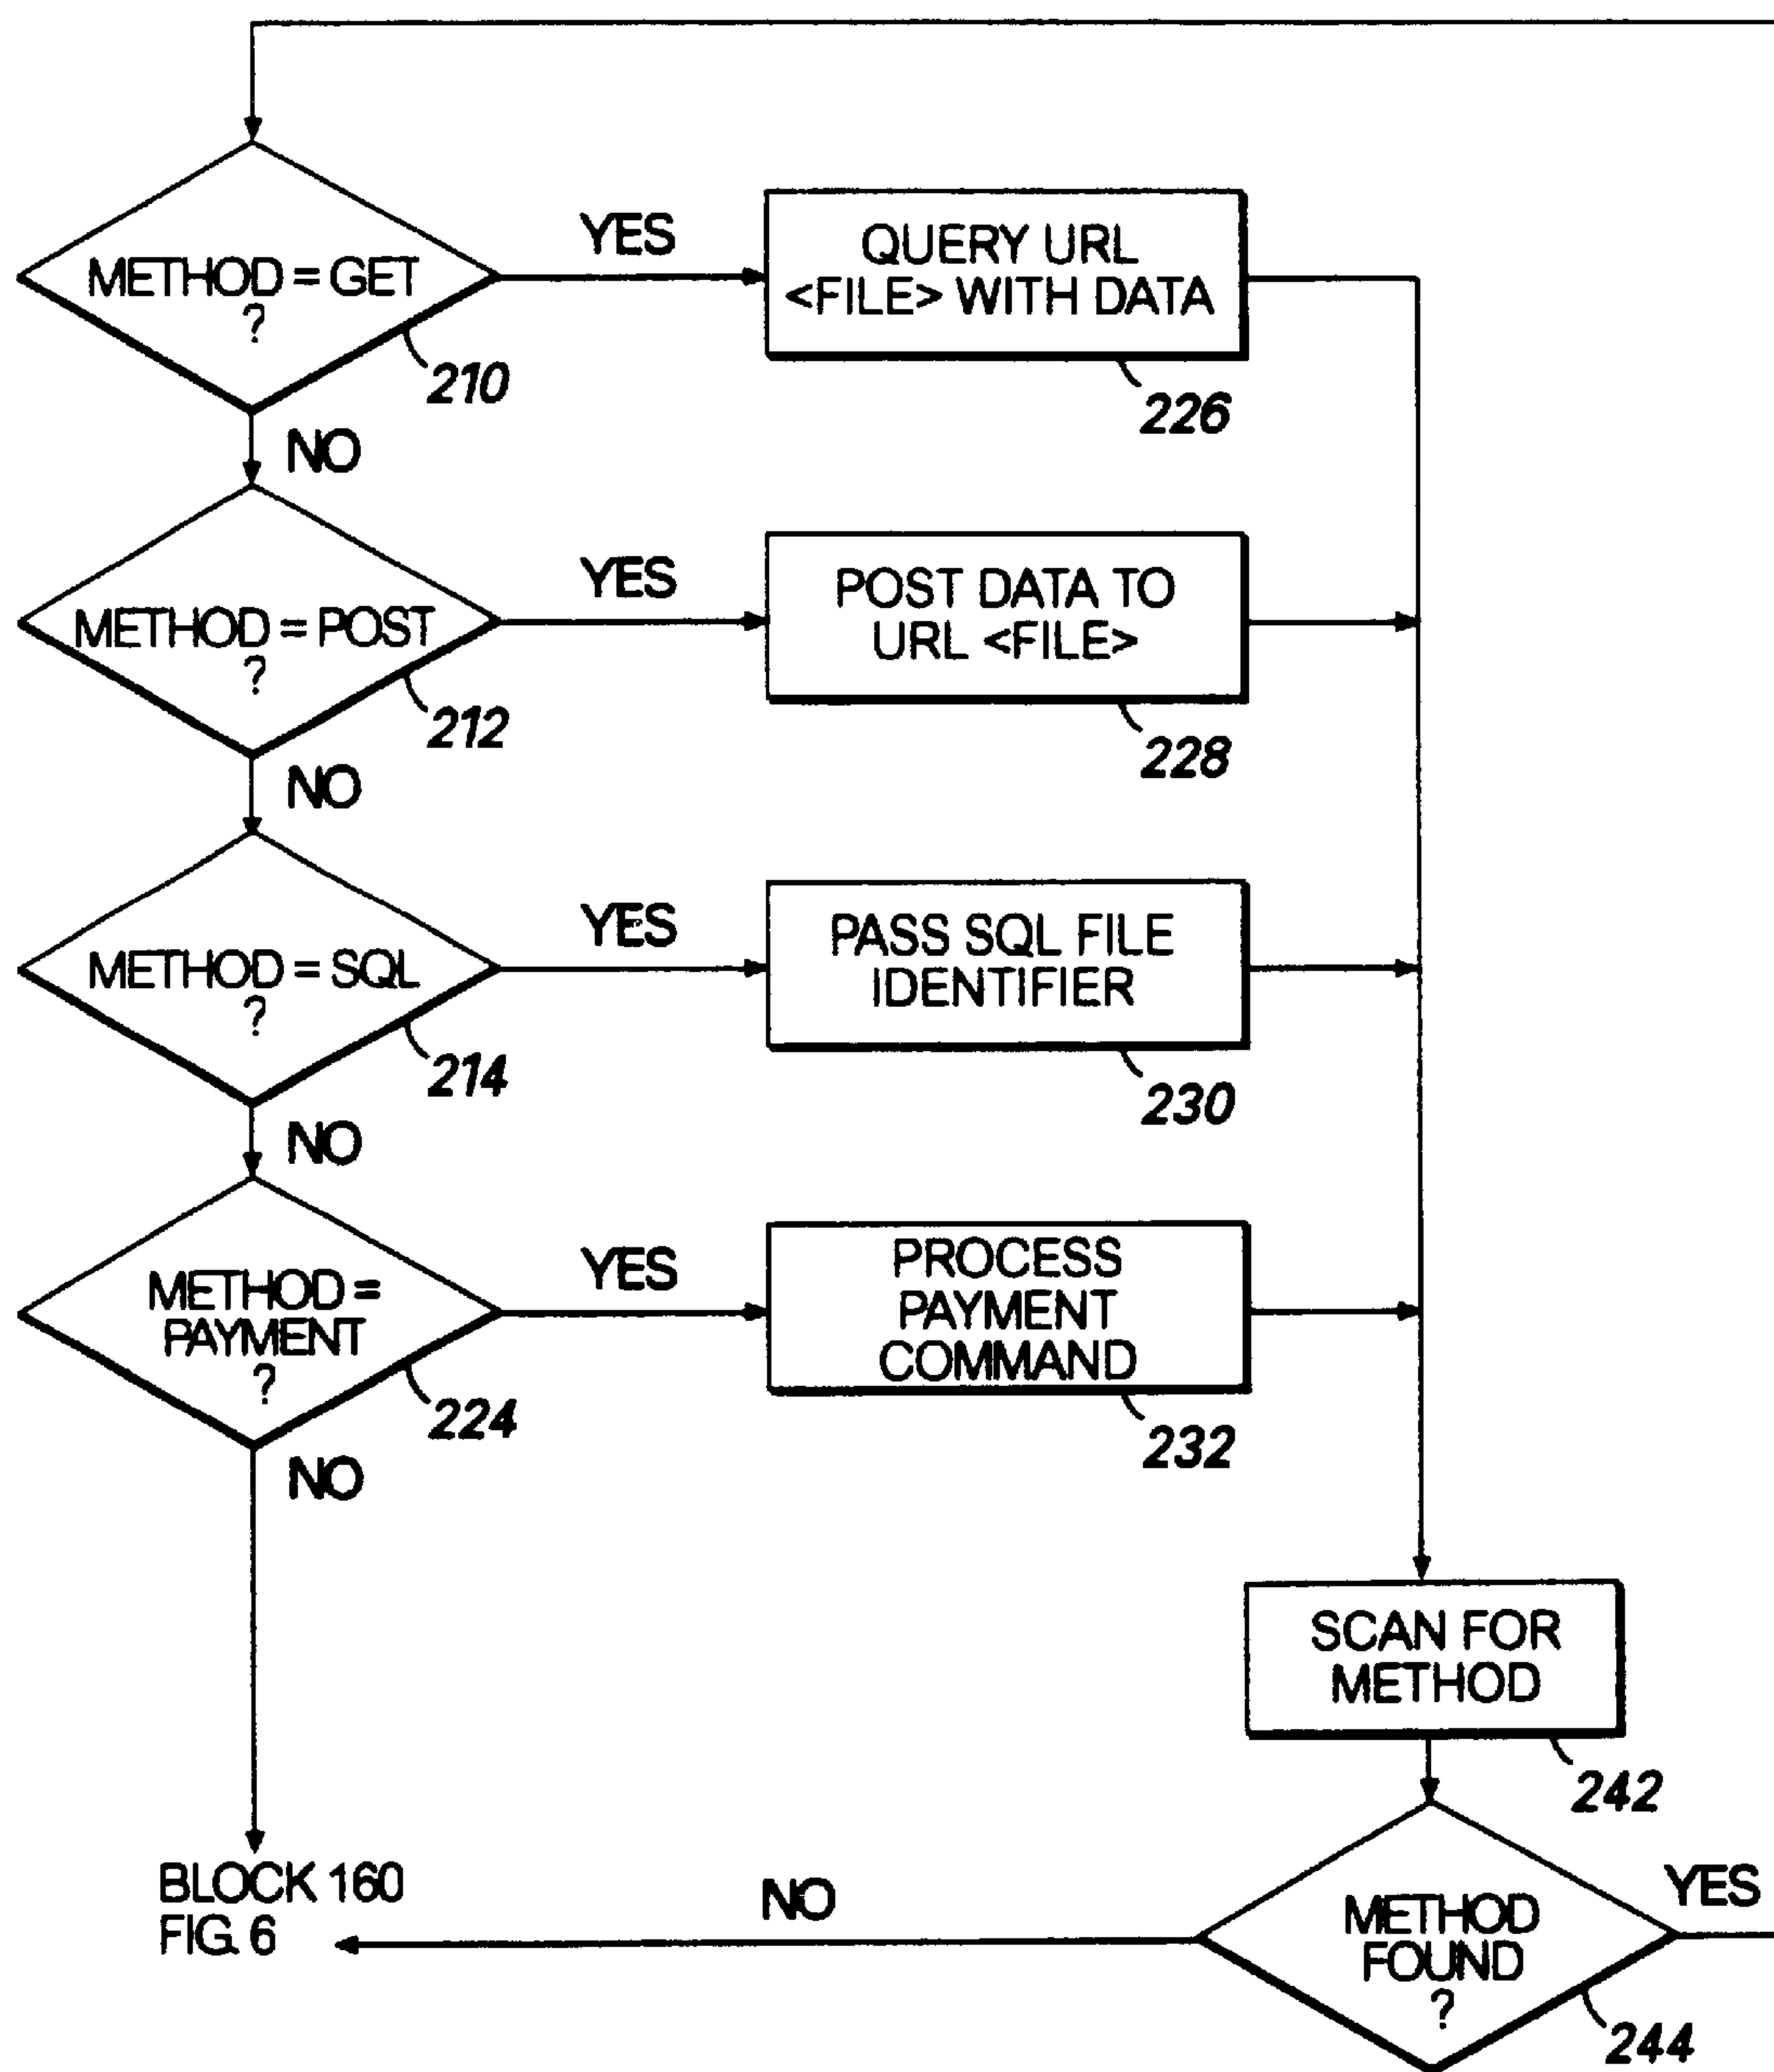 METHOD = GET
?
210
YES
QUERY URL
<FILE> WITH DATA
226
NO
METHOD = POST
?
212
YES
POST DATA TO
URL <FILE>
228
NO
METHOD = SQL
?
214
YES
PASS SQL FILE
IDENTIFIER
230
NO
METHOD =
PAYMENT
?
224
YES
PROCESS
PAYMENT
COMMAND
232
NO
SCAN FOR
METHOD
242
BLOCK 160
FIG. 6
NO
METHOD
FOUND
?
244
YES